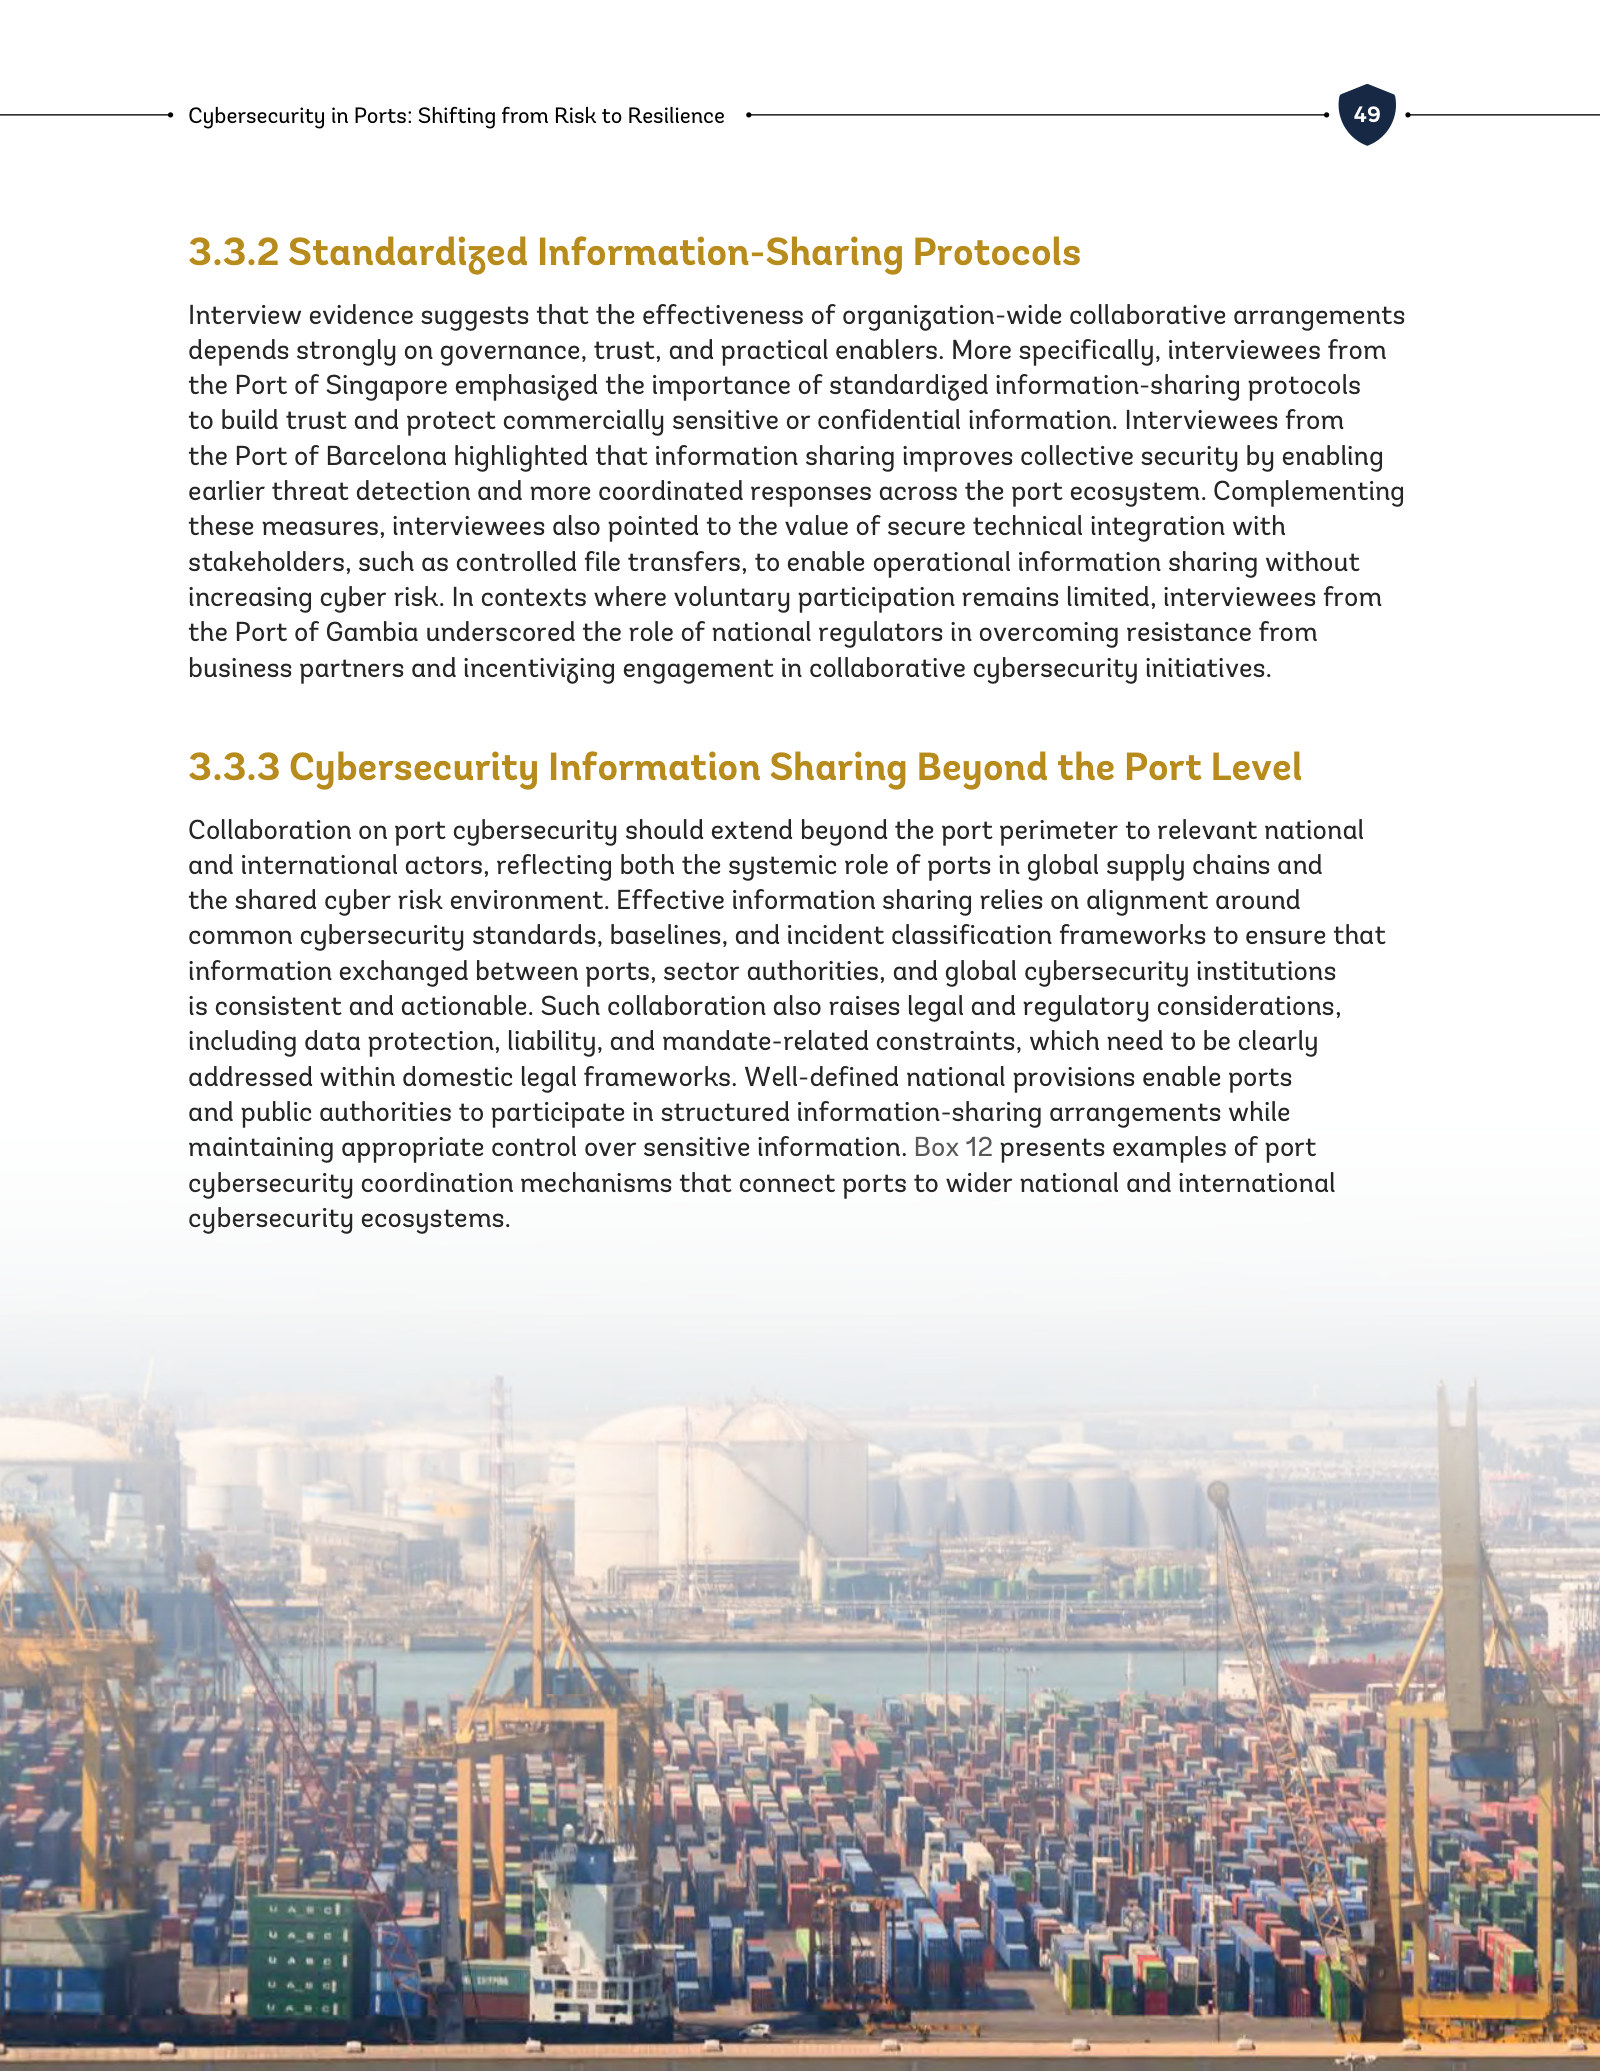 Cybersecurity in Ports: Shifting from Risk to Resilience
49
3.3.2 Standardized Information-Sharing Protocols
Interview evidence suggests that the effectiveness of organization-wide collaborative arrangements
depends strongly on governance, trust, and practical enablers. More specifically, interviewees from
the Port of Singapore emphasized the importance of standardized information-sharing protocols
to build trust and protect commercially sensitive or confidential information. Interviewees from
the Port of Barcelona highlighted that information sharing improves collective security by enabling
earlier threat detection and more coordinated responses across the port ecosystem. Complementing
these measures, interviewees also pointed to the value of secure technical integration with
stakeholders, such as controlled file transfers, to enable operational information sharing without
increasing cyber risk. In contexts where voluntary participation remains limited, interviewees from
the Port of Gambia underscored the role of national regulators in overcoming resistance from
business partners and incentivizing engagement in collaborative cybersecurity initiatives.
3.3.3 Cybersecurity Information Sharing Beyond the Port Level
Collaboration on port cybersecurity should extend beyond the port perimeter to relevant national
and international actors, reflecting both the systemic role of ports in global supply chains and
the shared cyber risk environment. Effective information sharing relies on alignment around
common cybersecurity standards, baselines, and incident classification frameworks to ensure that
information exchanged between ports, sector authorities, and global cybersecurity institutions
is consistent and actionable. Such collaboration also raises legal and regulatory considerations,
including data protection, liability, and mandate-related constraints, which need to be clearly
addressed within domestic legal frameworks. Well-defined national provisions enable ports
and public authorities to participate in structured information-sharing arrangements while
maintaining appropriate control over sensitive information. Box 12 presents examples of port
cybersecurity coordination mechanisms that connect ports to wider national and international
cybersecurity ecosystems.
UASC
UASC
UASC
UASC
SHIPPING